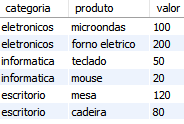 categoria produto valor
eletronicos microondas 100
eletronicos forno eletrico 200
informatica teclado 50
informatica mouse 20
escritorio mesa 120
escritorio cadeira 80